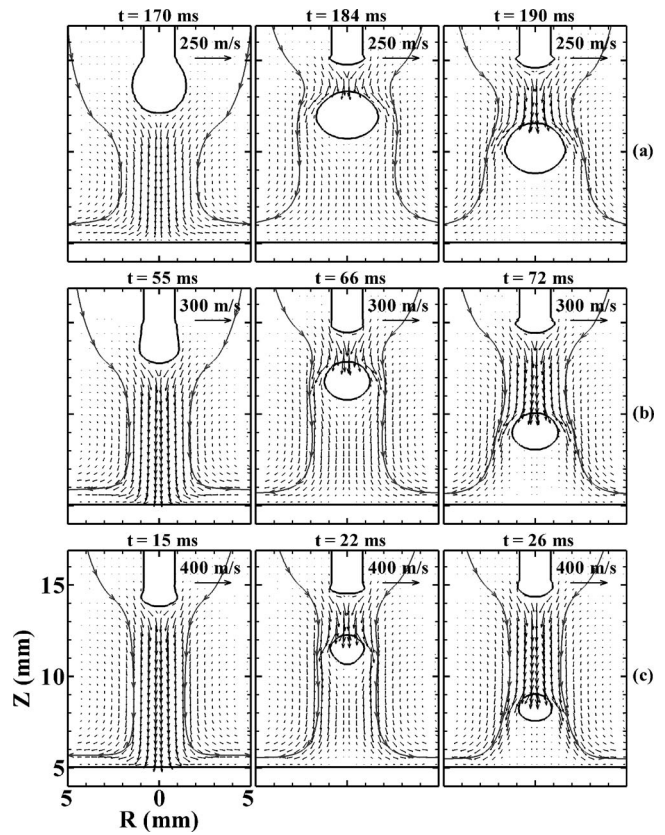 t = 170 ms t = 184 ms t = 190 ms
250 m/s 250 m/s 250 m/s
(a)
t = 55 ms t = 66 ms t = 72 ms
300 m/s 300 m/s 300 m/s
(b)
t = 15 ms t = 22 ms t = 26 ms
400 m/s 400 m/s 400 m/s
15
Z (mm)
10
(c)
5
5 0 5
R (mm)